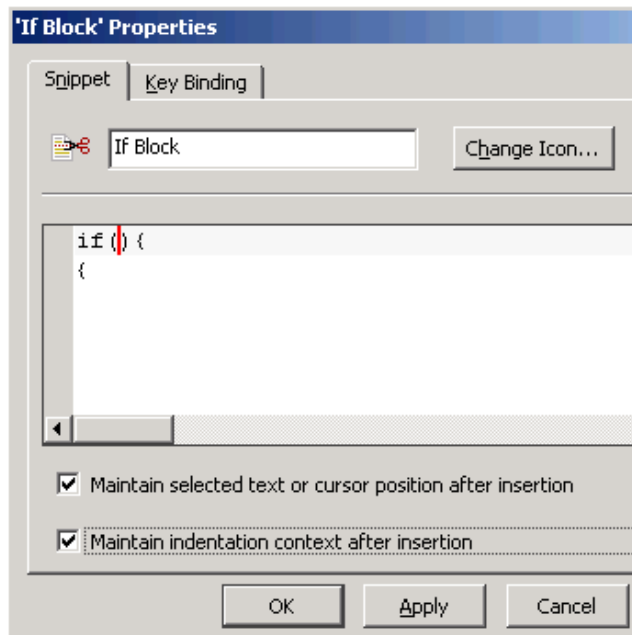 'If Block' Properties
Snippet Key Binding
If Block Change Icon...
if(){
{
Maintain selected text or cursor position after insertion
Maintain indentation context after insertion
OK Apply Cancel